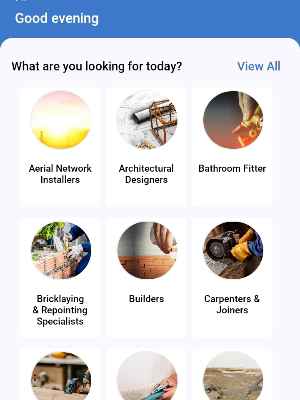 Good evening
What are you looking for today? View All
Aerial Network
Installers
Architectural
Designers
Bathroom Fitter
Bricklaying
& Repointing
Specialists
Builders
Carpenters &
Joiners